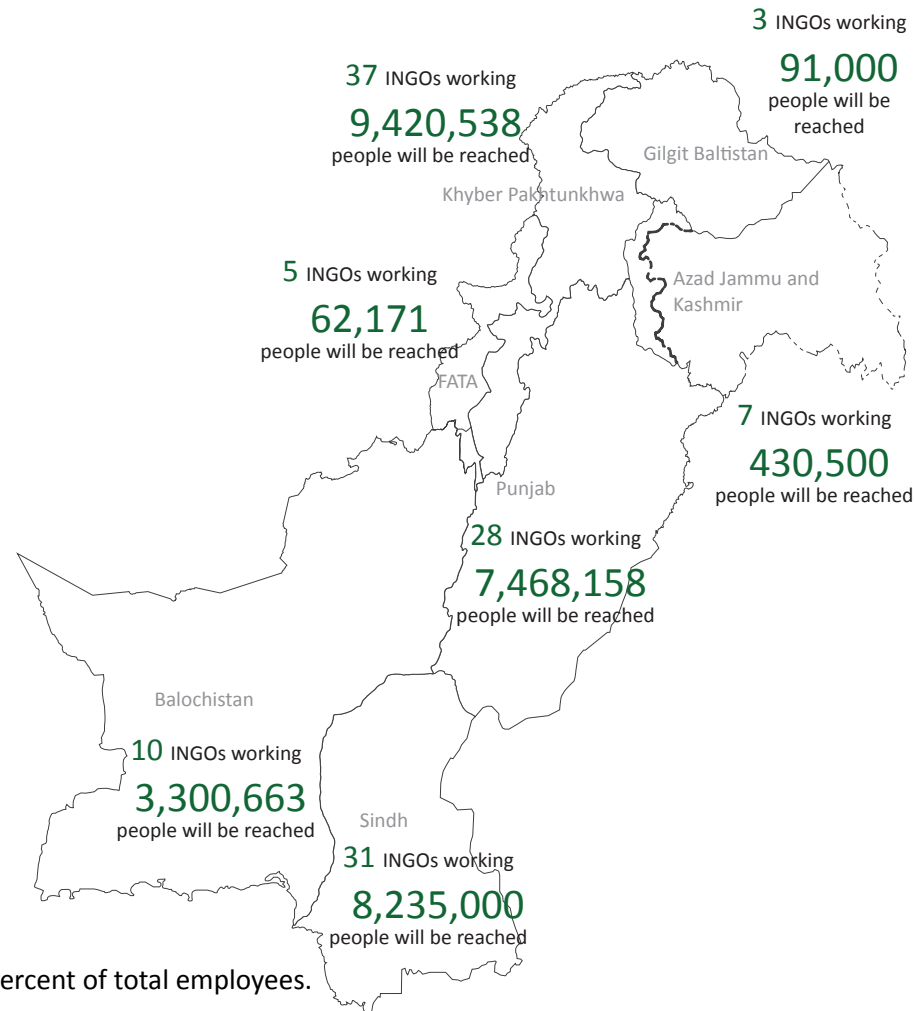 3 INGOs working
91,000
people will be
reached
37 INGOs working
9,420,538
people will be reached
Gilgit Baltistan
Khyber Pakhtunkhwa
5 INGOs working
62,171
people will be reached
Azad Jammu and
Kashmir
FATA
7 INGOs working
430,500
people will be reached
Punjab
28 INGOs working
7,468,158
people will be reached
Balochistan
10 INGOs working
3,300,663
people will be reached
Sindh
31 INGOs working
8,235,000
people will be reached
ercent of total employees.